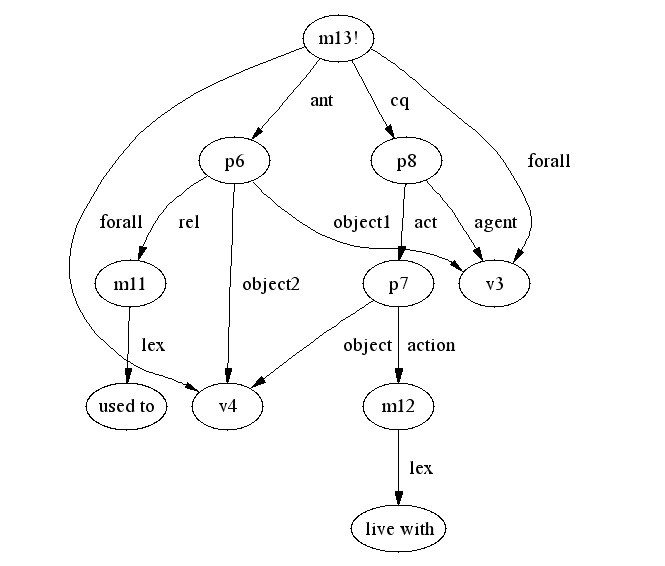 m13!
ant
cq
p6
p8
forall
forall
rel
object1
act
agent
m11
object2
p7
v3
lex
object
action
used to
v4
m12
lex
live with